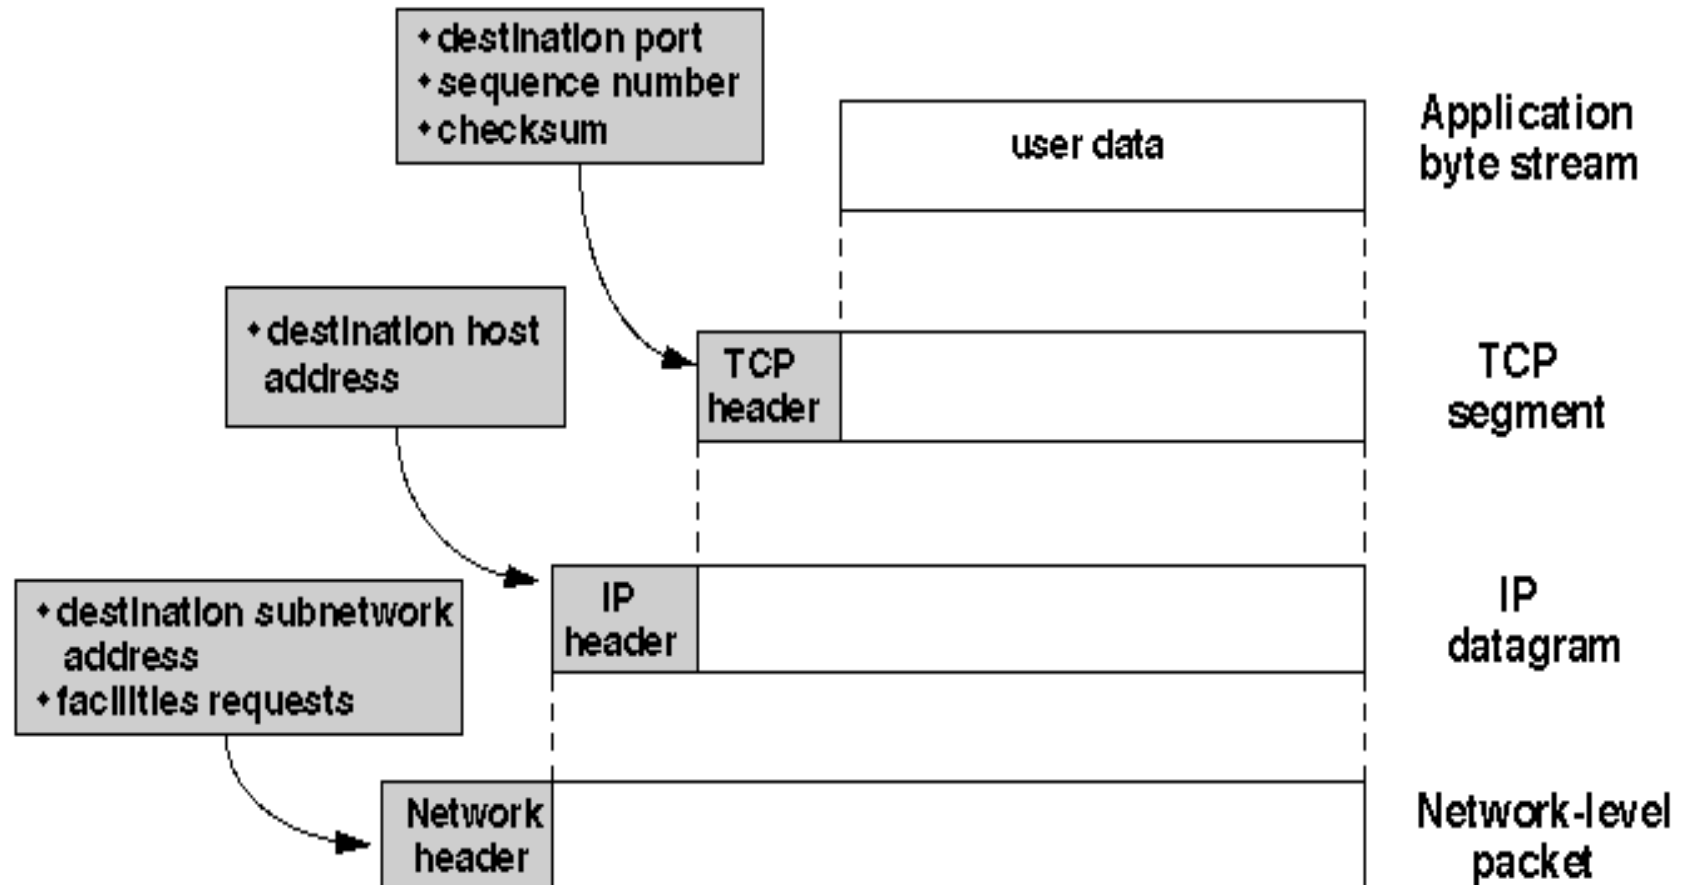 • destination port
• sequence number
• checksum
user data
Application
byte stream
• destination host
address
TCP
header
TCP
segment
• destination subnetwork
address
• facilities requests
IP
header
IP
datagram
Network
header
Network-level
packet